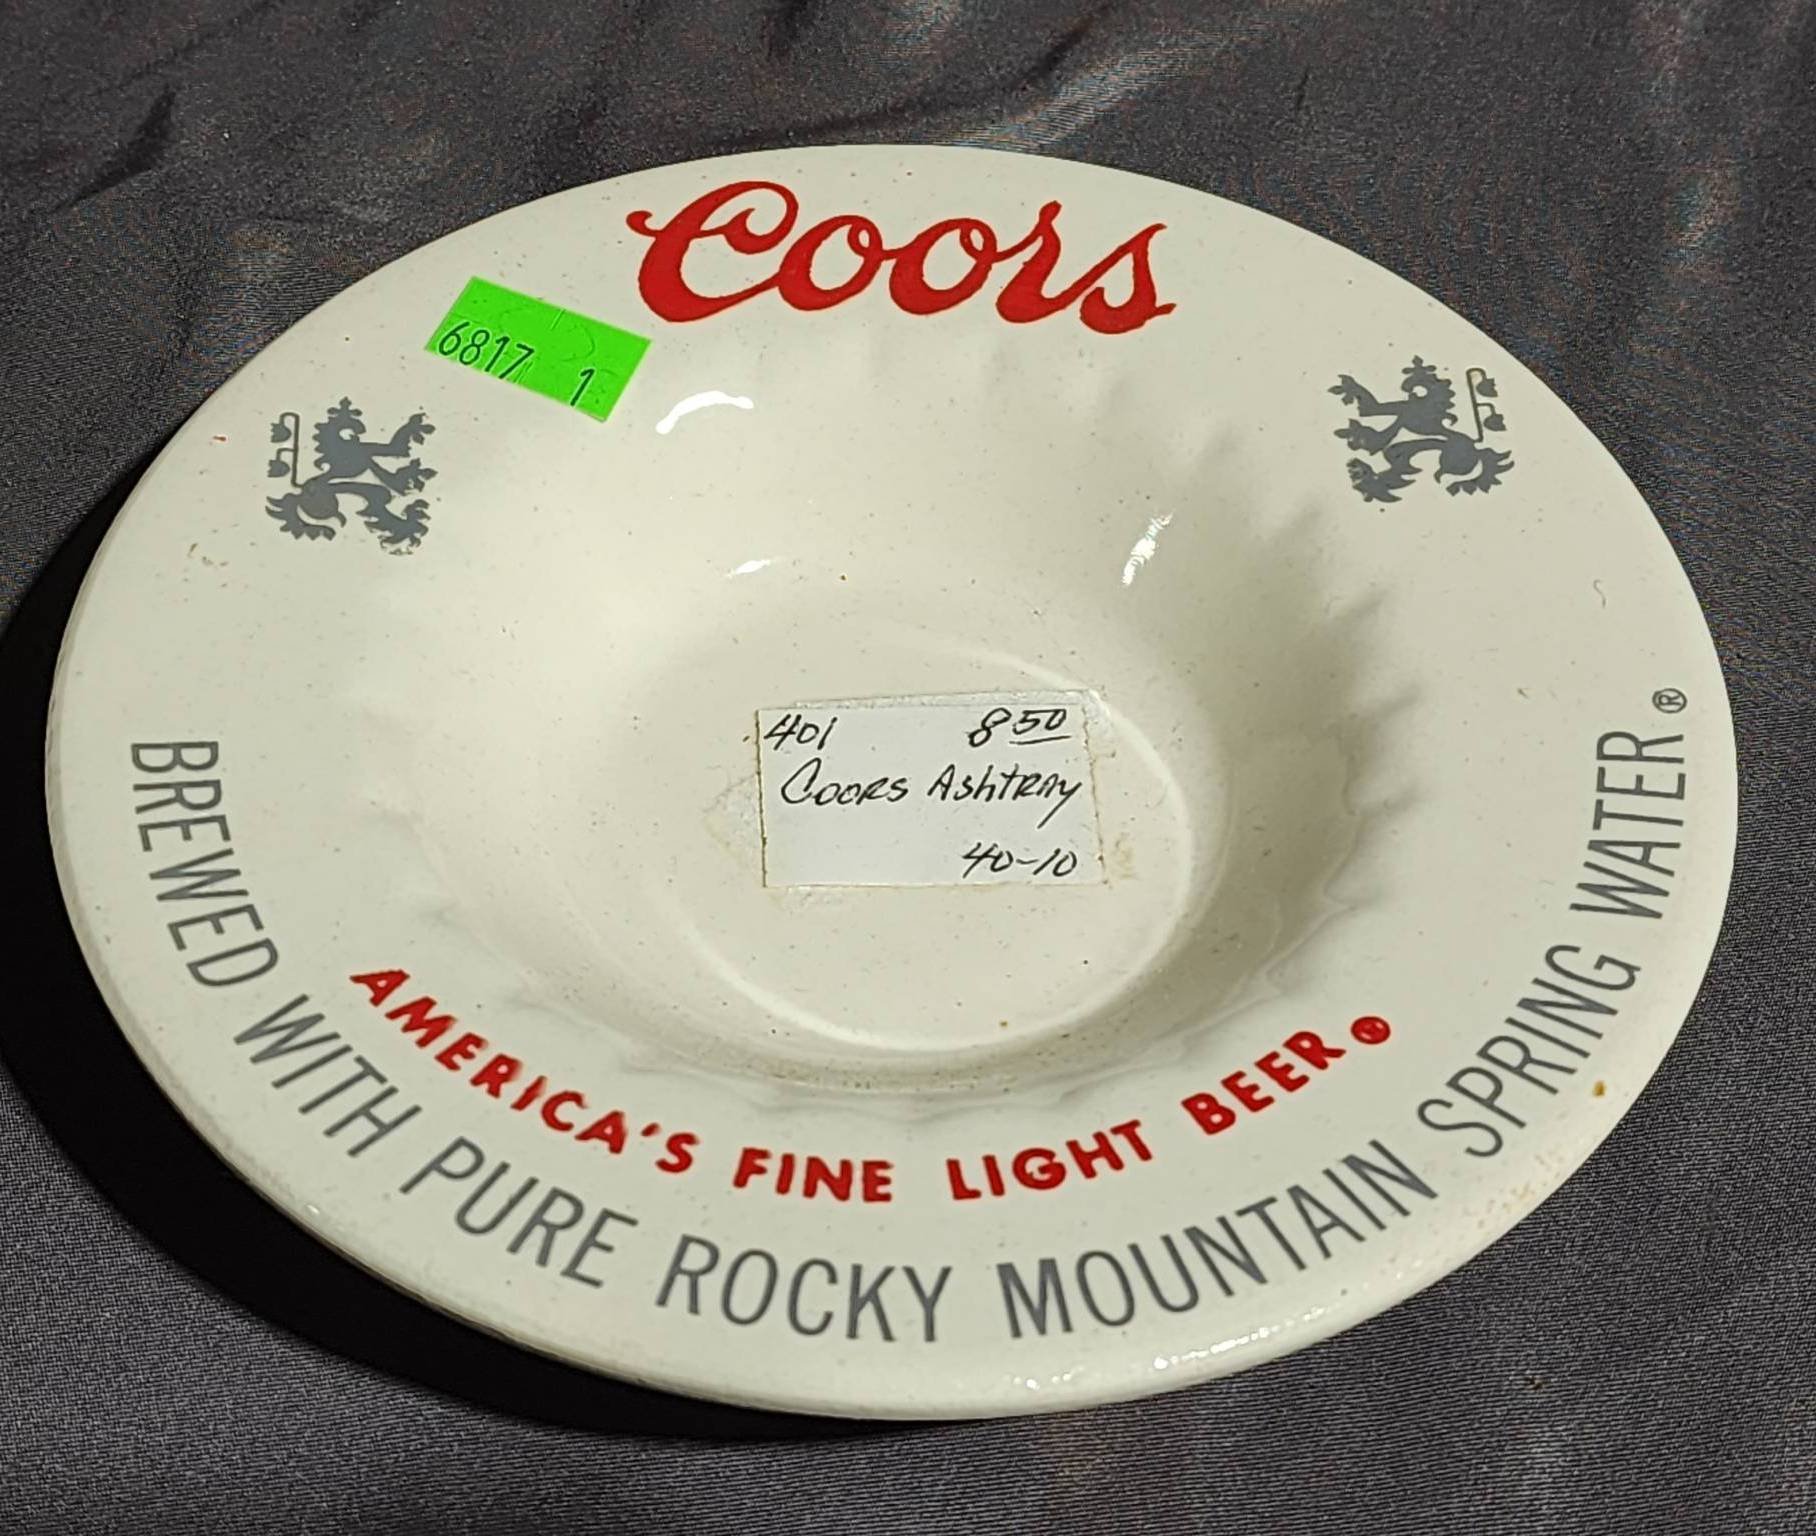 Coors
6817 1
401 8 50
Coors Ashtray
40-10
AMERICA'S FINE LIGHT BEER ®
BREWED WITH PURE ROCKY MOUNTAIN SPRING WATER ®